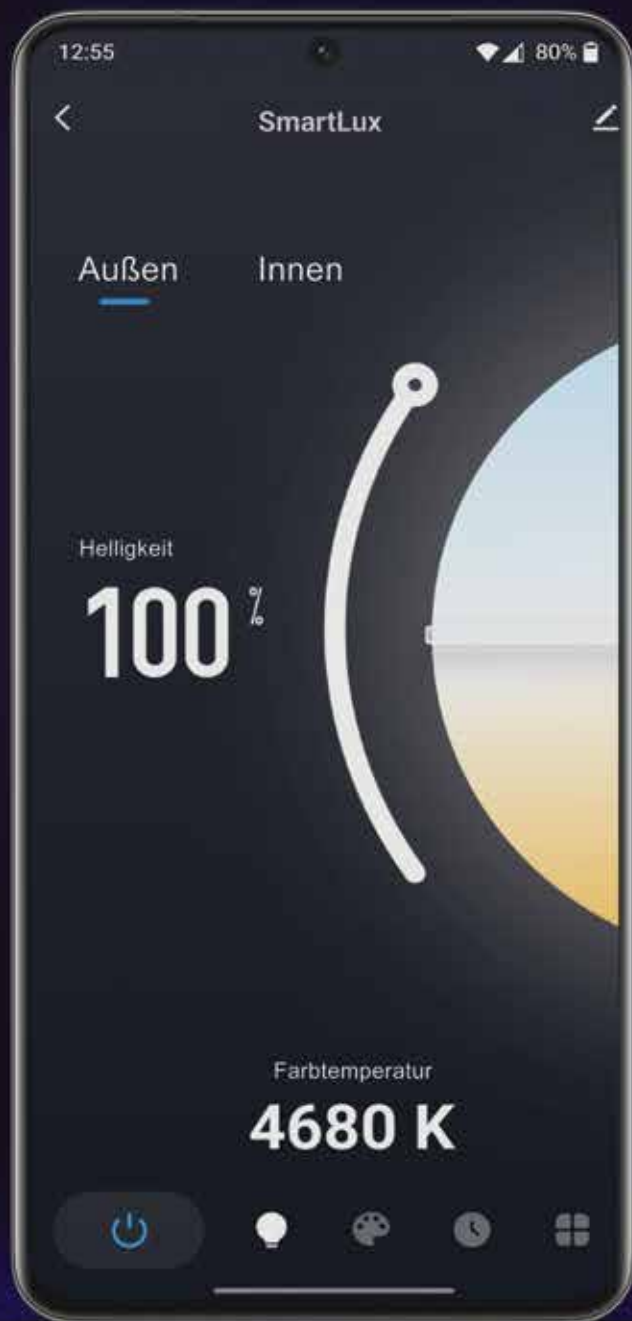 12:55
80%
SmartLux
Außen
Innen
Helligkeit
100 %
Farbtemperatur
4680 K